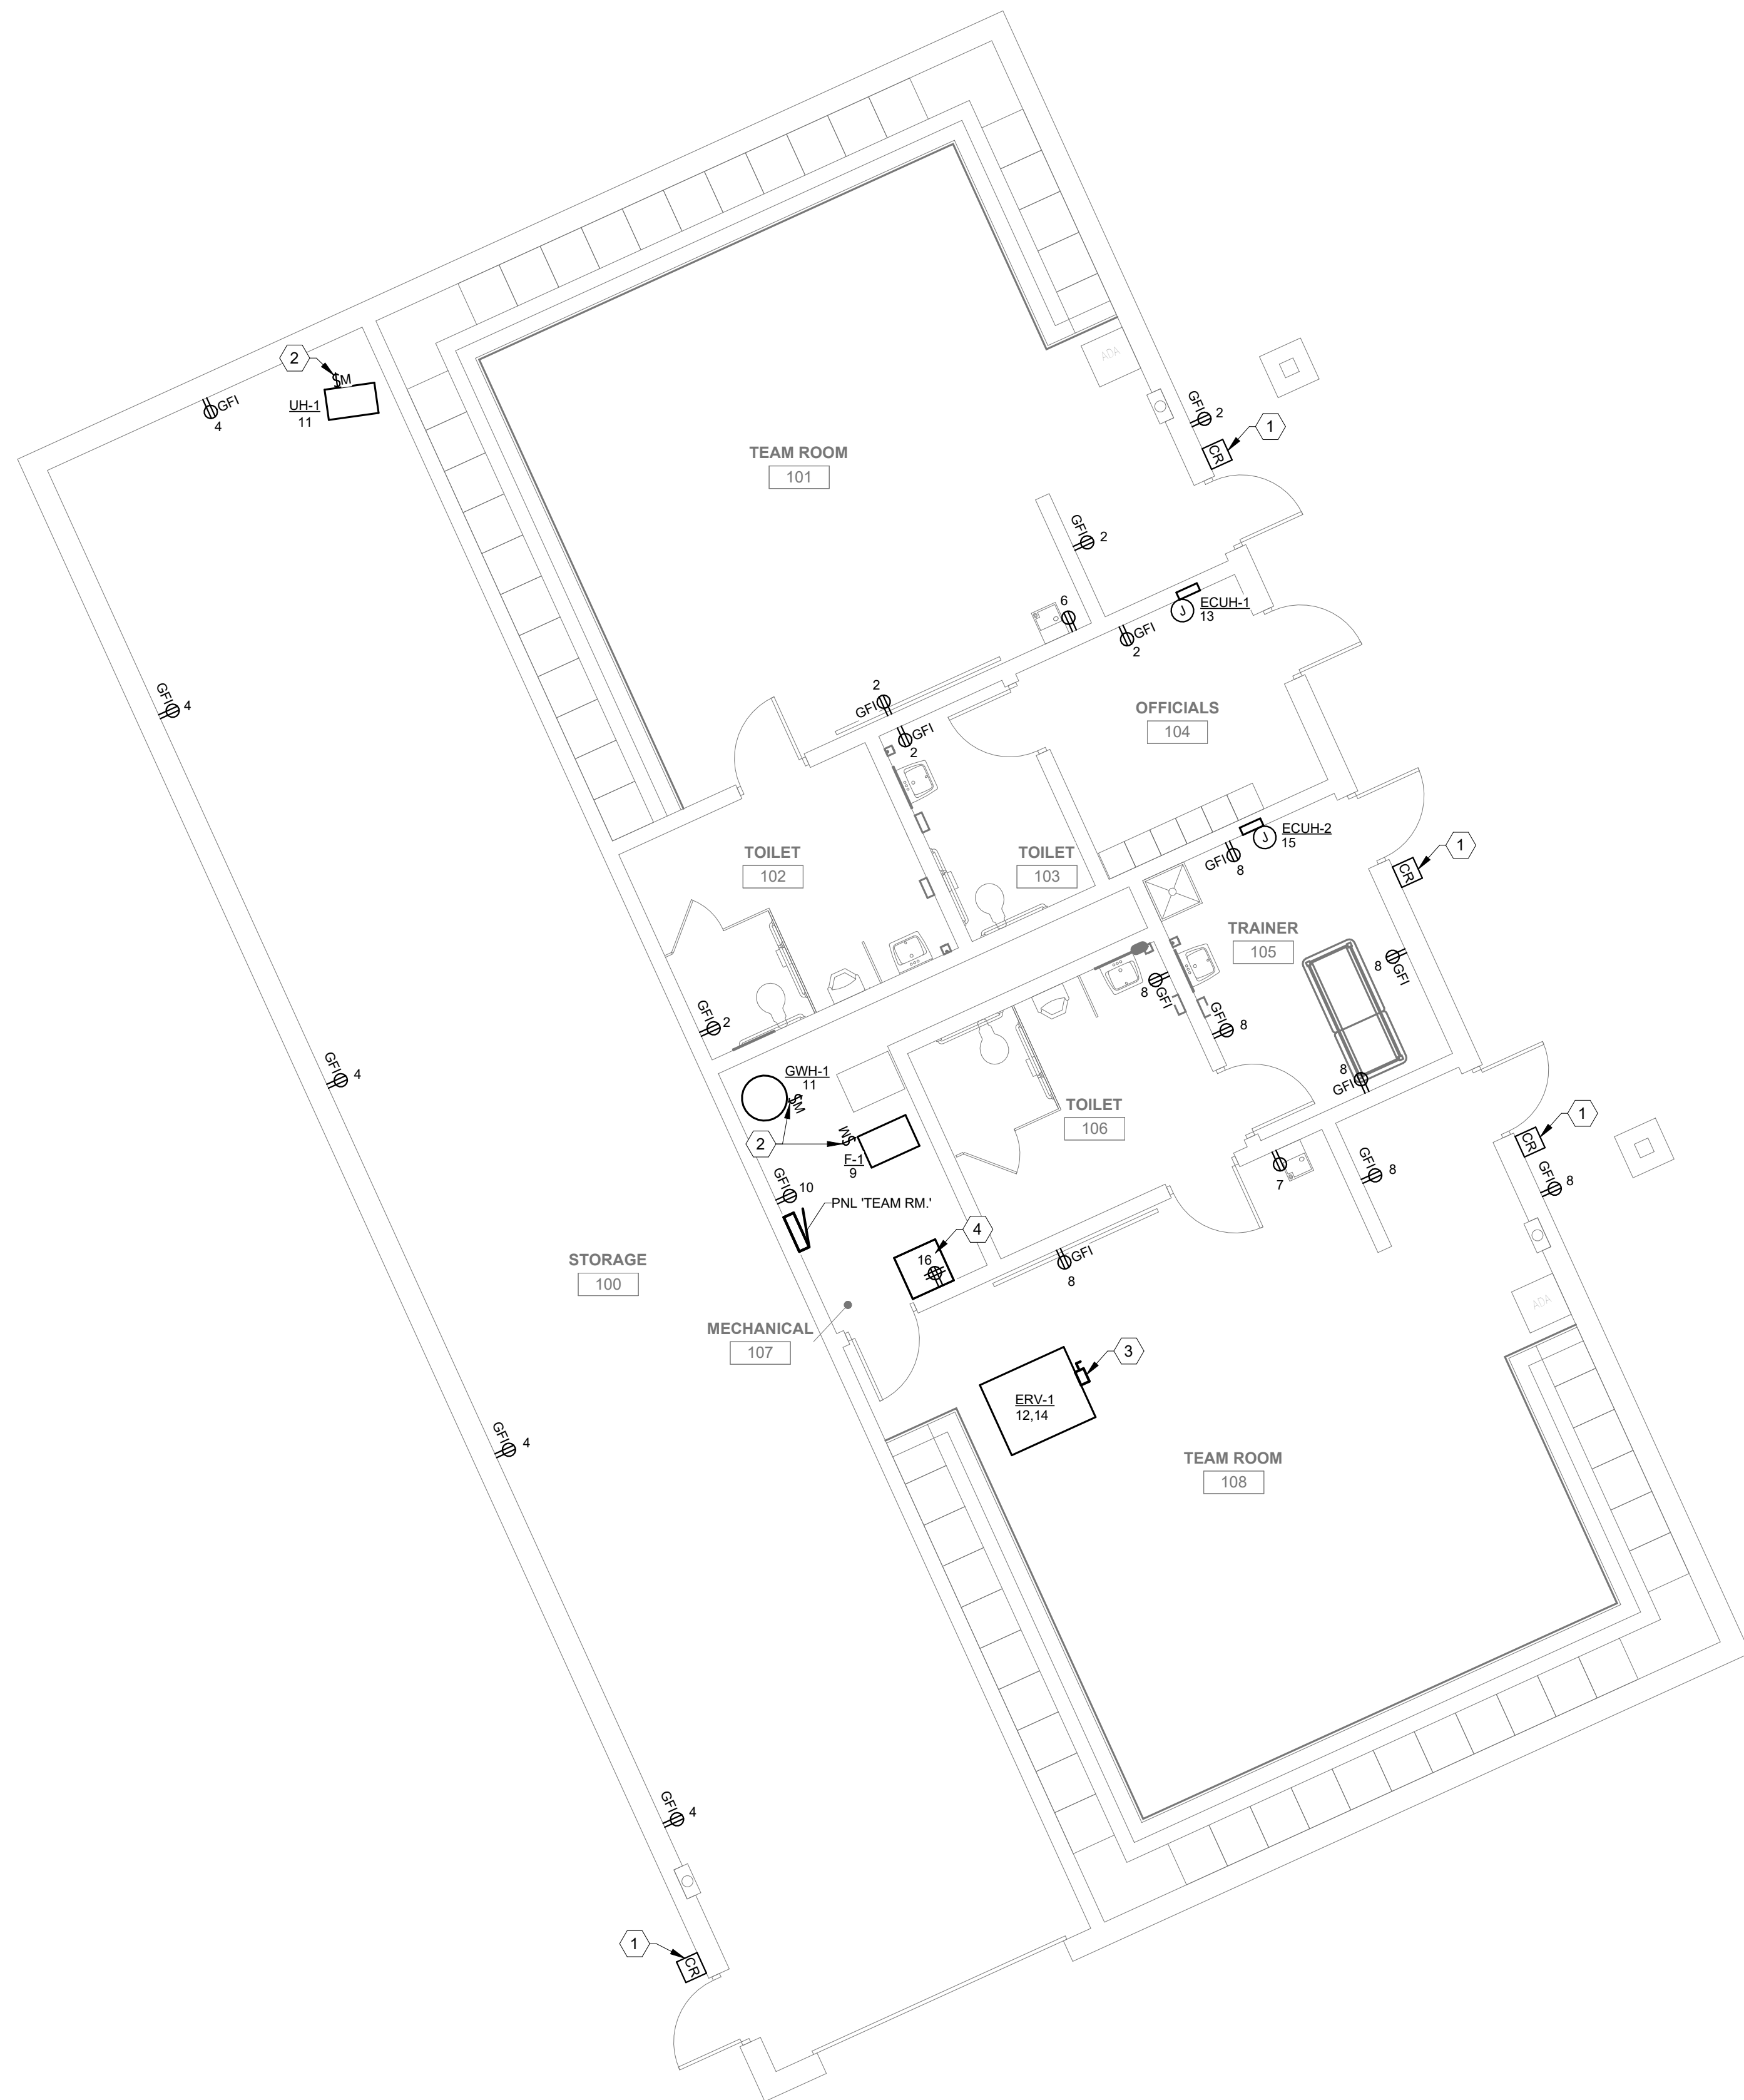 2
$M
UH-1
11
GFI
4
TEAM ROOM
101
ADA
GFI
2
1
CR
GFI
2
6
ECUH-1
13
J
GFI
2
GFI
4
2
GFI
GFI
2
OFFICIALS
104
TOILET
102
TOILET
103
ECUH-2
15
J
GFI
8
1
CR
TRAINER
105
8
GFI
8
GFI
GFI
8
GFI
2
GFI
4
GWH-1
11
$M
2
$M
F-1
9
TOILET
106
8
GFI
1
CR
GFI
8
GFI
8
7
GFI
10
PNL 'TEAM RM.'
4
16
GFI
8
STORAGE
100
MECHANICAL
107
ADA
3
ERV-1
12,14
GFI
4
TEAM ROOM
108
GFI
4
1
CR